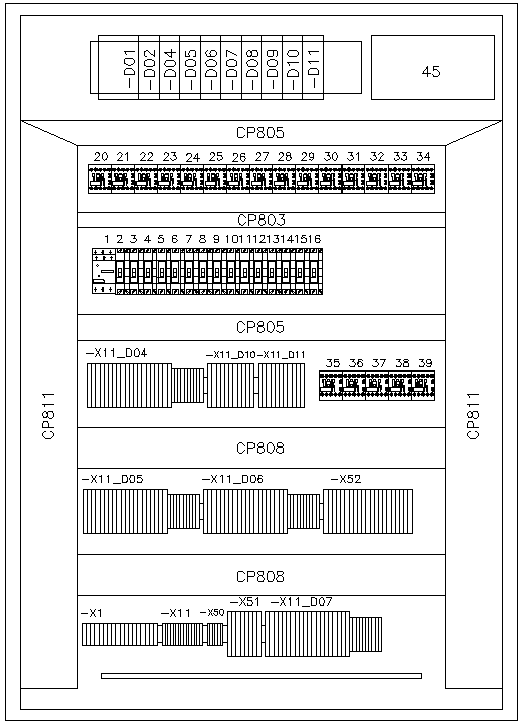 -D01 -D02 -D04 -D05 -D06 -D07 -D08 -D09 -D10 -D11
45
CP805
20 21 22 23 24 25 26 27 28 29 30 31 32 33 34
CP803
1 2 3 4 5 6 7 8 9 10 11 12 13 14 15 16
CP805
-X11_D04 -X11_D10 -X11_D11
35 36 37 38 39
CP811
CP811
CP808
-X11_D05 -X11_D06 -X52
CP808
-X1 -X11 -X50 -X51 -X11_D07